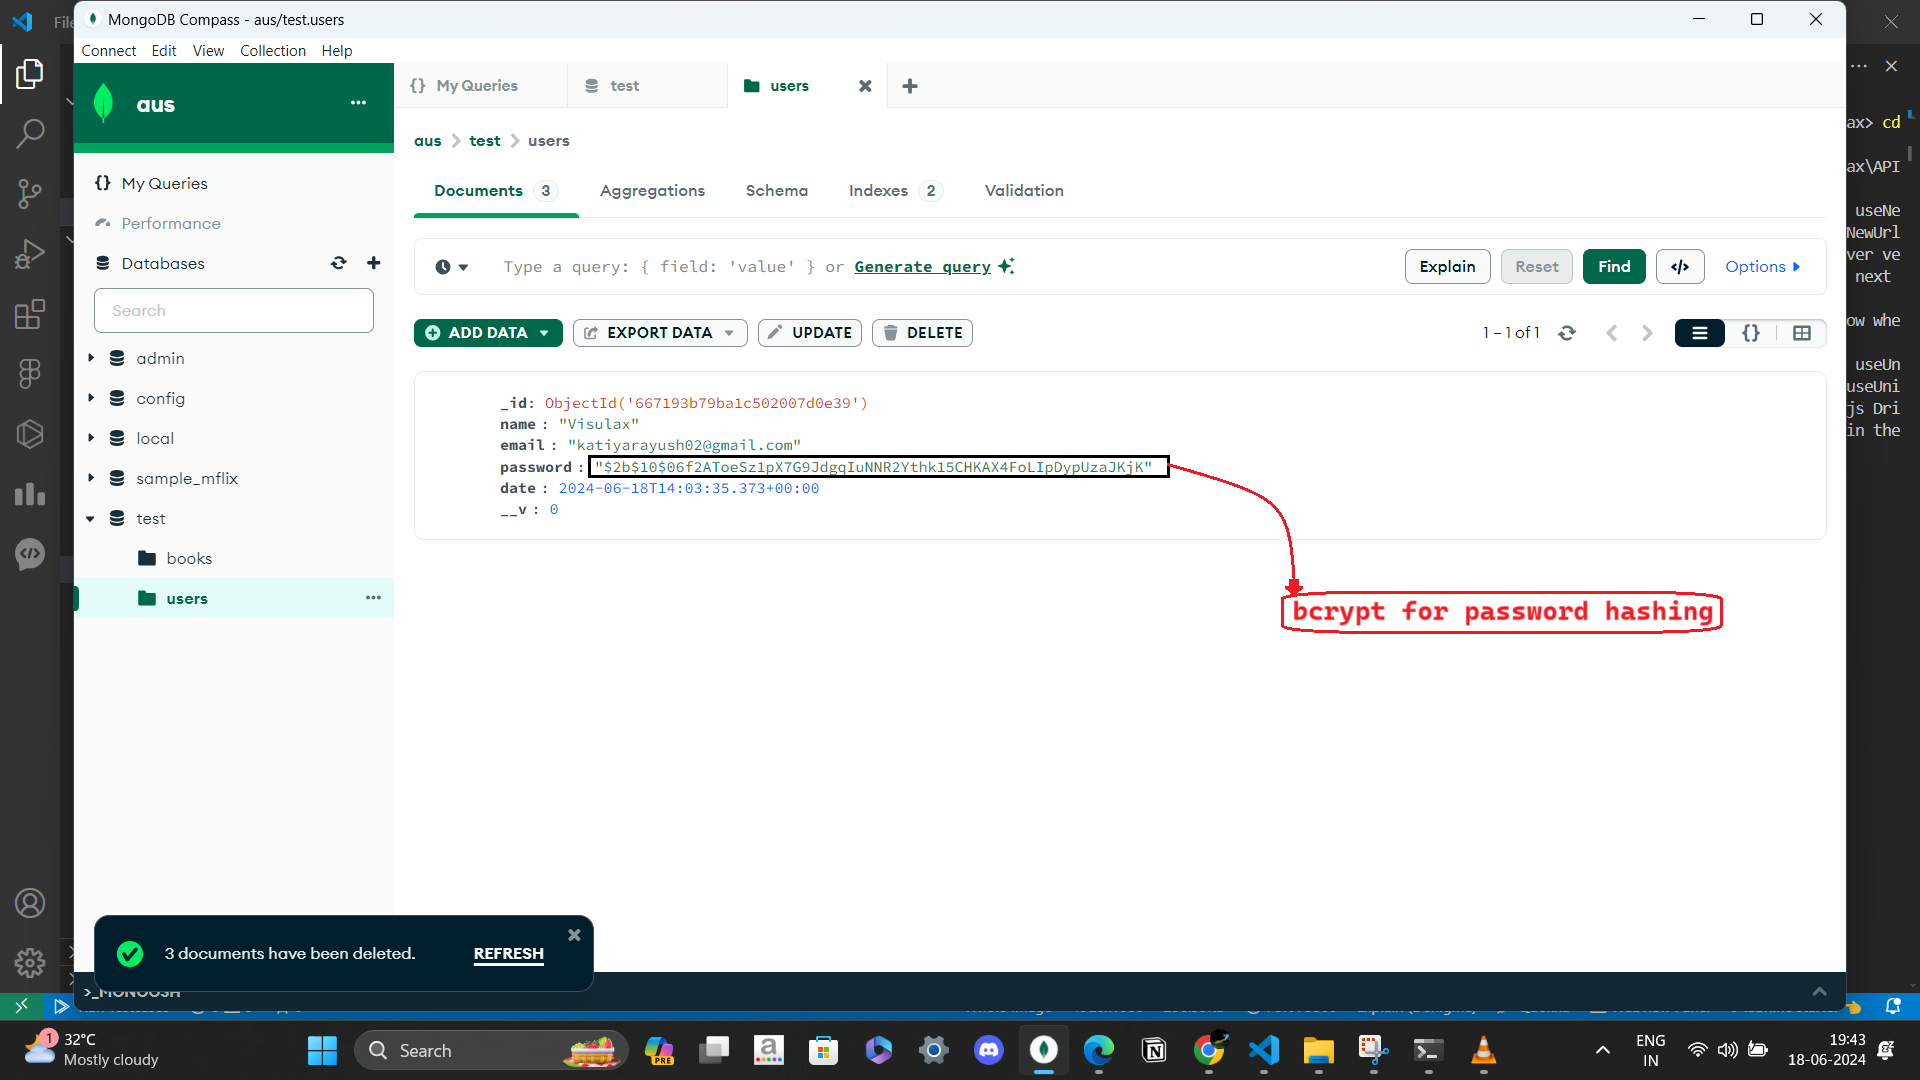 File
MongoDB Compass - aus/test.users
Connect Edit View Collection Help
aus
{} My Queries
test
users
aus > test > users
My Queries
Performance
Databases
Search
admin
config
local
sample_mflix
test
books
users
Documents 3
Aggregations
Schema
Indexes 2
Validation
Type a query: { field: 'value' } or Generate query
Explain
Reset
Find
</>
Options
ADD DATA
EXPORT DATA
UPDATE
DELETE
1 – 1 of 1
_id: ObjectId('667193b79ba1c502007d0e39')
name : "Visulax"
email : "katiyarayush02@gmail.com"
password : "$2b$10$06f2AToeSz1pX7G9JdgqIuNNR2Ythk15CHKAX4FoLIpDypUzaJKjK"
date : 2024-06-18T14:03:35.373+00:00
__v : 0
bcrypt for password hashing
3 documents have been deleted.
REFRESH
>_MONGOSH
ax> cd
ax\API
useNe
NewUrl
ver ve
next
ow whe
useUn
useUni
js Dri
in the
1
32°C
Mostly cloudy
Search
PRE
ENG
IN
19:43
18-06-2024